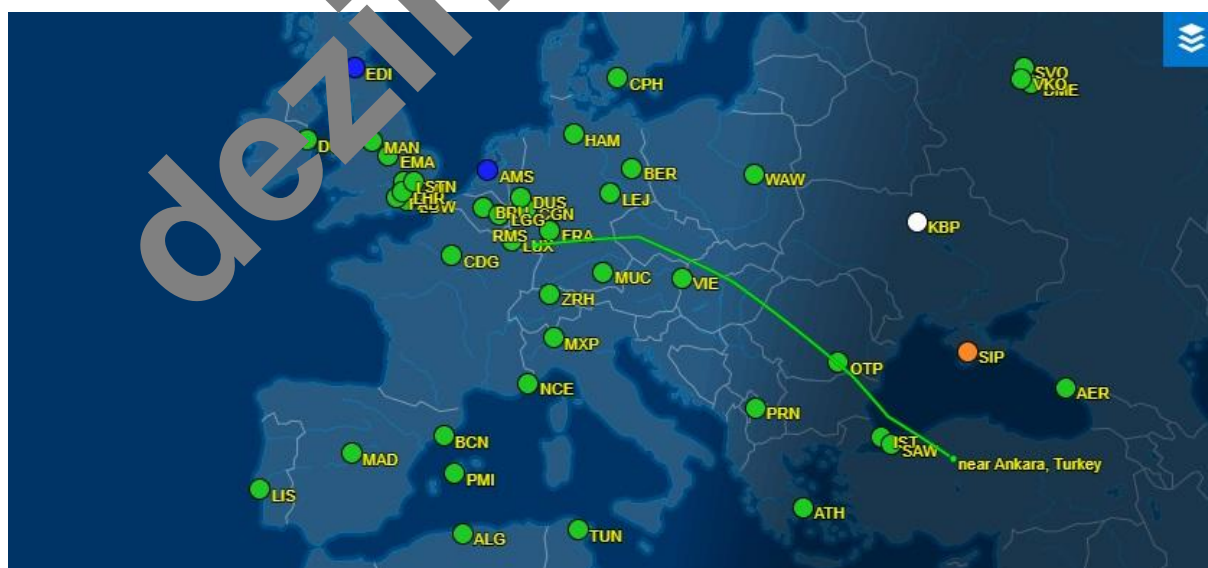 dezin
EDI
CPH
SVO
VKO
DME
HAM
MAN
EMA
AMS
BER
WAW
LEJ
DUS
CGN
LHR
LGG
KBP
FRA
RMS
LUX
CDG
MUC
VIE
ZRH
MXP
SIP
OTP
NCE
AER
PRN
BCN
IST
SAW
MAD
PMI
near Ankara, Turkey
LIS
ATH
ALG
TUN